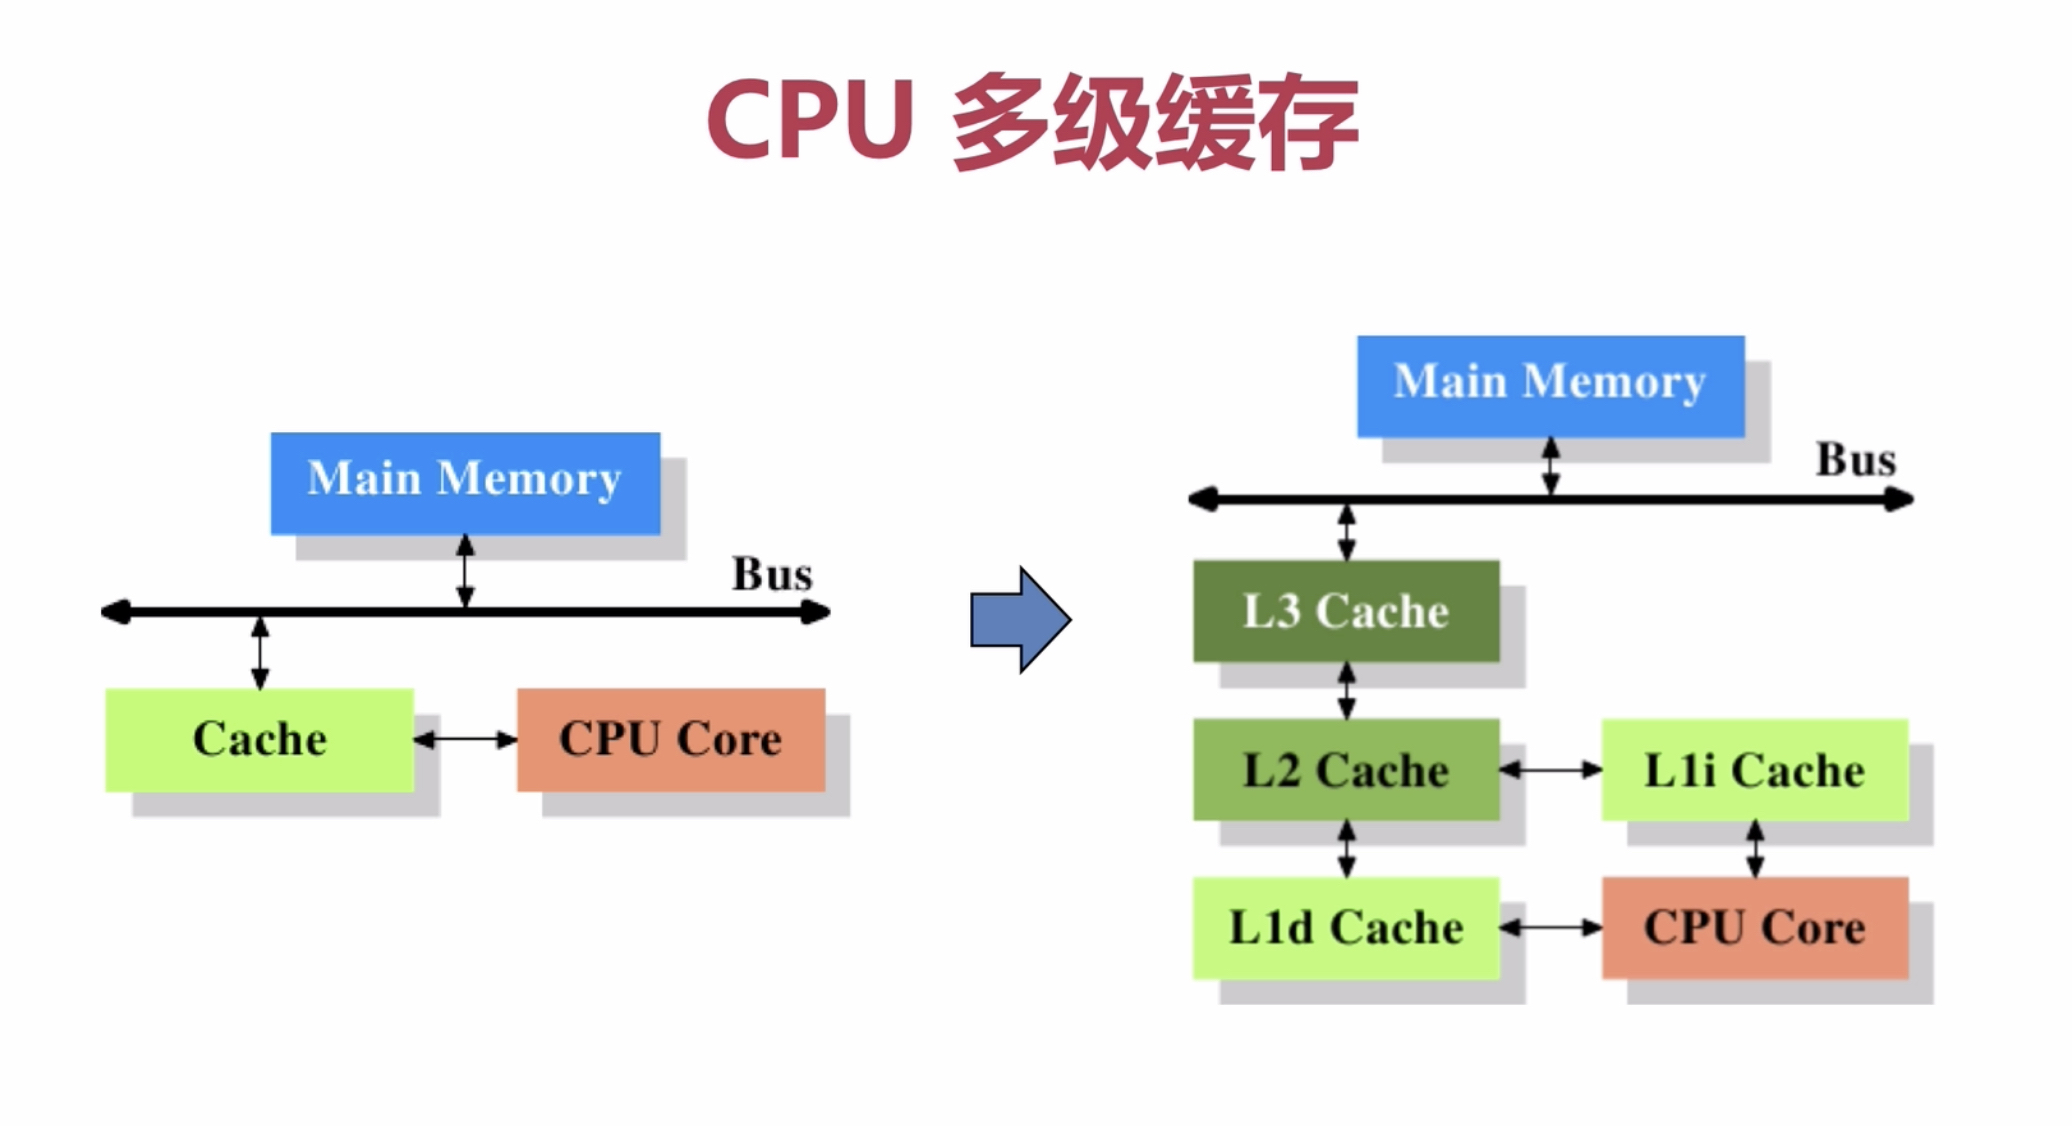 CPU 多级缓存
Main Memory
Bus
Cache
CPU Core
Main Memory
Bus
L3 Cache
L2 Cache
L1i Cache
L1d Cache
CPU Core